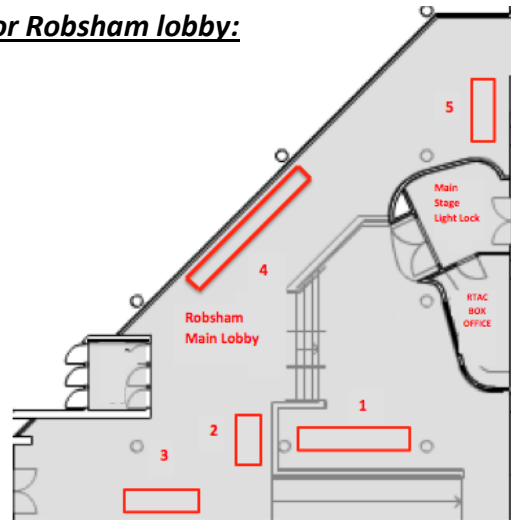 or Robsham lobby:
5
Main
Stage
Light Lock
4
RTAC
BOX
OFFICE
Robsham
Main Lobby
1
2
3